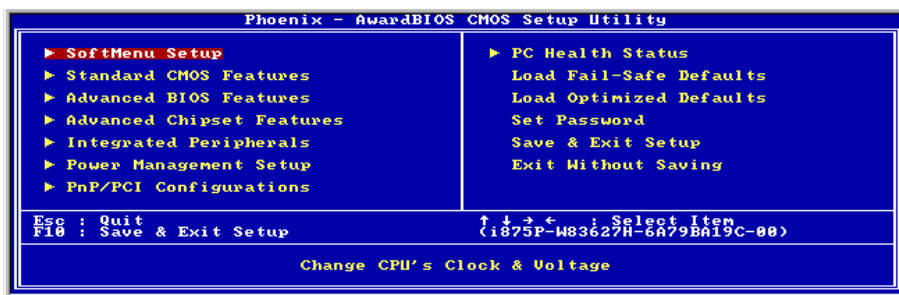 Phoenix - AwardBIOS CMOS Setup Utility
▶ SoftMenu Setup
▶ Standard CMOS Features
▶ Advanced BIOS Features
▶ Advanced Chipset Features
▶ Integrated Peripherals
▶ Power Management Setup
▶ PnP/PCI Configurations
▶ PC Health Status
Load Fail-Safe Defaults
Load Optimized Defaults
Set Password
Save & Exit Setup
Exit Without Saving
Esc : Quit
F10 : Save & Exit Setup
↑ ↓ → ← : Select Item
(i875P-W83627H-6A79BA19C-00)
Change CPU's Clock & Voltage